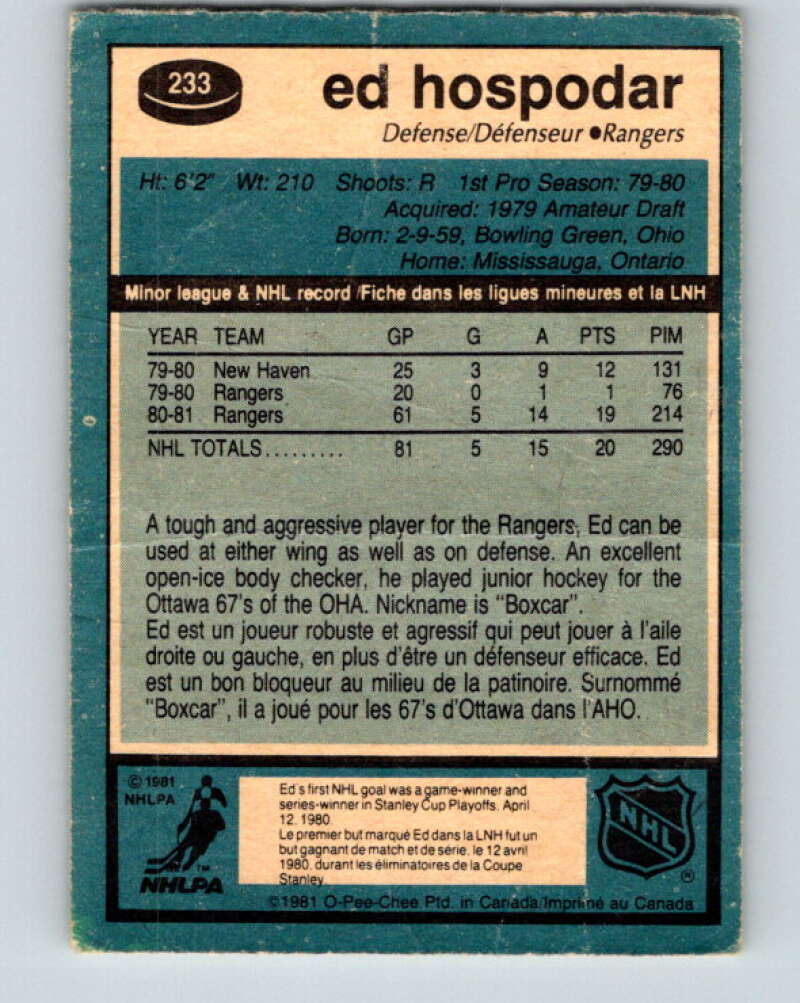 233
ed hospodar
Defense/Défenseur ●Rangers
Ht: 6'2" Wt: 210 Shoots: R 1st Pro Season: 79-80
Acquired: 1979 Amateur Draft
Born: 2-9-59, Bowling Green, Ohio
Home: Mississauga, Ontario
Minor league & NHL record /Fiche dans les ligues mineures et la LNH
YEAR TEAM GP G A PTS PIM
79-80 New Haven 25 3 9 12 131
79-80 Rangers 20 0 1 1 76
80-81 Rangers 61 5 14 19 214
NHL TOTALS......... 81 5 15 20 290
A tough and aggressive player for the Rangers, Ed can be
used at either wing as well as on defense. An excellent
open-ice body checker, he played junior hockey for the
Ottawa 67's of the OHA. Nickname is "Boxcar".
Ed est un joueur robuste et agressif qui peut jouer à l'aile
droite ou gauche, en plus d'être un défenseur efficace. Ed
est un bon bloqueur au milieu de la patinoire. Surnommé
"Boxcar", il a joué pour les 67's d'Ottawa dans l'AHO.
© 1981
NHLPA
™
NHLPA
Ed's first NHL goal was a game-winner and
series-winner in Stanley Cup Playoffs, April
12, 1980.
Le premier but marqué Ed dans la LNH fut un
but gagnant de match et de série, le 12 avril
1980, durant les éliminatoires de la Coupe
Stanley
NHL
®
©1981 O-Pee-Chee Ptd. in Canada/Imprimé au Canada